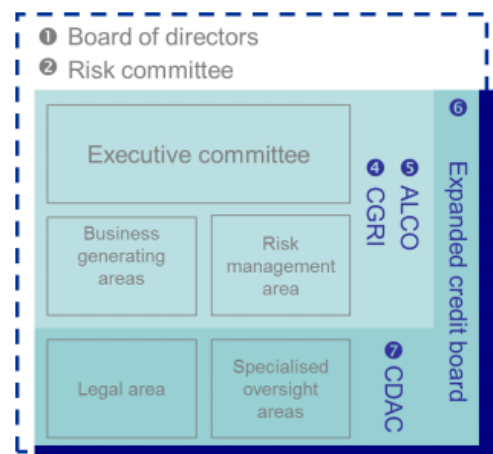 ❶ Board of directors
❷ Risk committee
Executive committee
❹ CGRI
❺ ALCO
❻ Expanded credit board
Business
generating
areas
Risk
management
area
Legal area
Specialised
oversight
areas
❼ CDAC